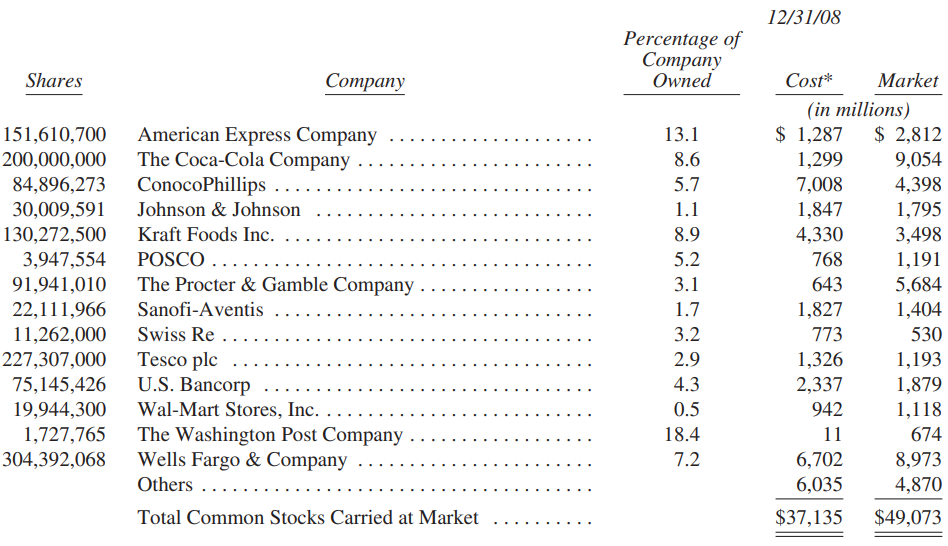 12/31/08
Percentage of
Company
Shares Company Owned Cost* Market
(in millions)
151,610,700 American Express Company . . . . . . . . . . . . . . . . . . . . . . . 13.1 $ 1,287 $ 2,812
200,000,000 The Coca-Cola Company . . . . . . . . . . . . . . . . . . . . . . . . . . 8.6 1,299 9,054
84,896,273 ConocoPhillips . . . . . . . . . . . . . . . . . . . . . . . . . . . . . . . . . . 5.7 7,008 4,398
30,009,591 Johnson & Johnson . . . . . . . . . . . . . . . . . . . . . . . . . . . . . . 1.1 1,847 1,795
130,272,500 Kraft Foods Inc. . . . . . . . . . . . . . . . . . . . . . . . . . . . . . . . . 8.9 4,330 3,498
3,947,554 POSCO . . . . . . . . . . . . . . . . . . . . . . . . . . . . . . . . . . . . . . . . 5.2 768 1,191
91,941,010 The Procter & Gamble Company . . . . . . . . . . . . . . . . . . . 3.1 643 5,684
22,111,966 Sanofi-Aventis . . . . . . . . . . . . . . . . . . . . . . . . . . . . . . . . . . 1.7 1,827 1,404
11,262,000 Swiss Re . . . . . . . . . . . . . . . . . . . . . . . . . . . . . . . . . . . . . . . 3.2 773 530
227,307,000 Tesco plc . . . . . . . . . . . . . . . . . . . . . . . . . . . . . . . . . . . . . . 2.9 1,326 1,193
75,145,426 U.S. Bancorp . . . . . . . . . . . . . . . . . . . . . . . . . . . . . . . . . . . 4.3 2,337 1,879
19,944,300 Wal-Mart Stores, Inc. . . . . . . . . . . . . . . . . . . . . . . . . . . . . 0.5 942 1,118
1,727,765 The Washington Post Company . . . . . . . . . . . . . . . . . . . . 18.4 11 674
304,392,068 Wells Fargo & Company . . . . . . . . . . . . . . . . . . . . . . . . . . 7.2 6,702 8,973
Others . . . . . . . . . . . . . . . . . . . . . . . . . . . . . . . . . . . . . . . . . 6,035 4,870
Total Common Stocks Carried at Market . . . . . . . . . . $37,135 $49,073